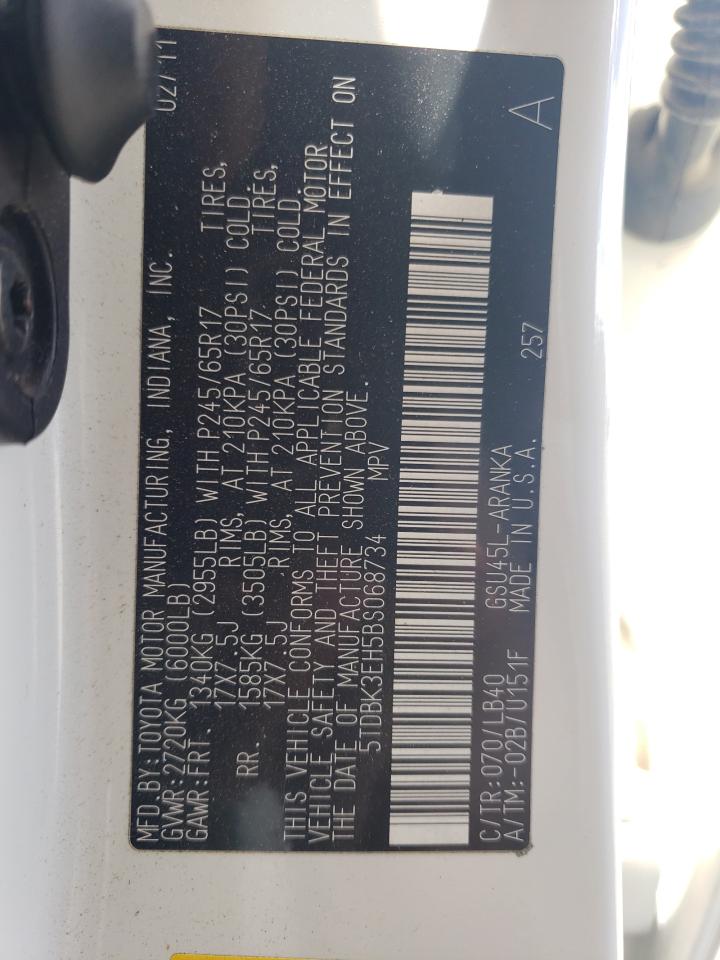 MFD BY:TOYOTA MOTOR MANUFACTURING, INDIANA, INC. 02/11
GVWR:2720KG (6000LB)
GAWR:FRT. 1340KG (2955LB) WITH P245/65R17 TIRES,
17X7.5J RIMS, AT 210KPA (30PSI) COLD
RR. 1585KG (3505LB) WITH P245/65R17 TIRES,
17X7.5J RIMS, AT 210KPA (30PSI) COLD.
THIS VEHICLE CONFORMS TO ALL APPLICABLE FEDERAL MOTOR
VEHICLE SAFETY AND THEFT PREVENTION STANDARDS IN EFFECT ON
THE DATE OF MANUFACTURE SHOWN ABOVE.
5TDBK3EH5BS068734 MPV
C/TR:070/LB40 GSU45L-ARANKA 257 A
A/TM:-02B/U151F MADE IN U.S.A.